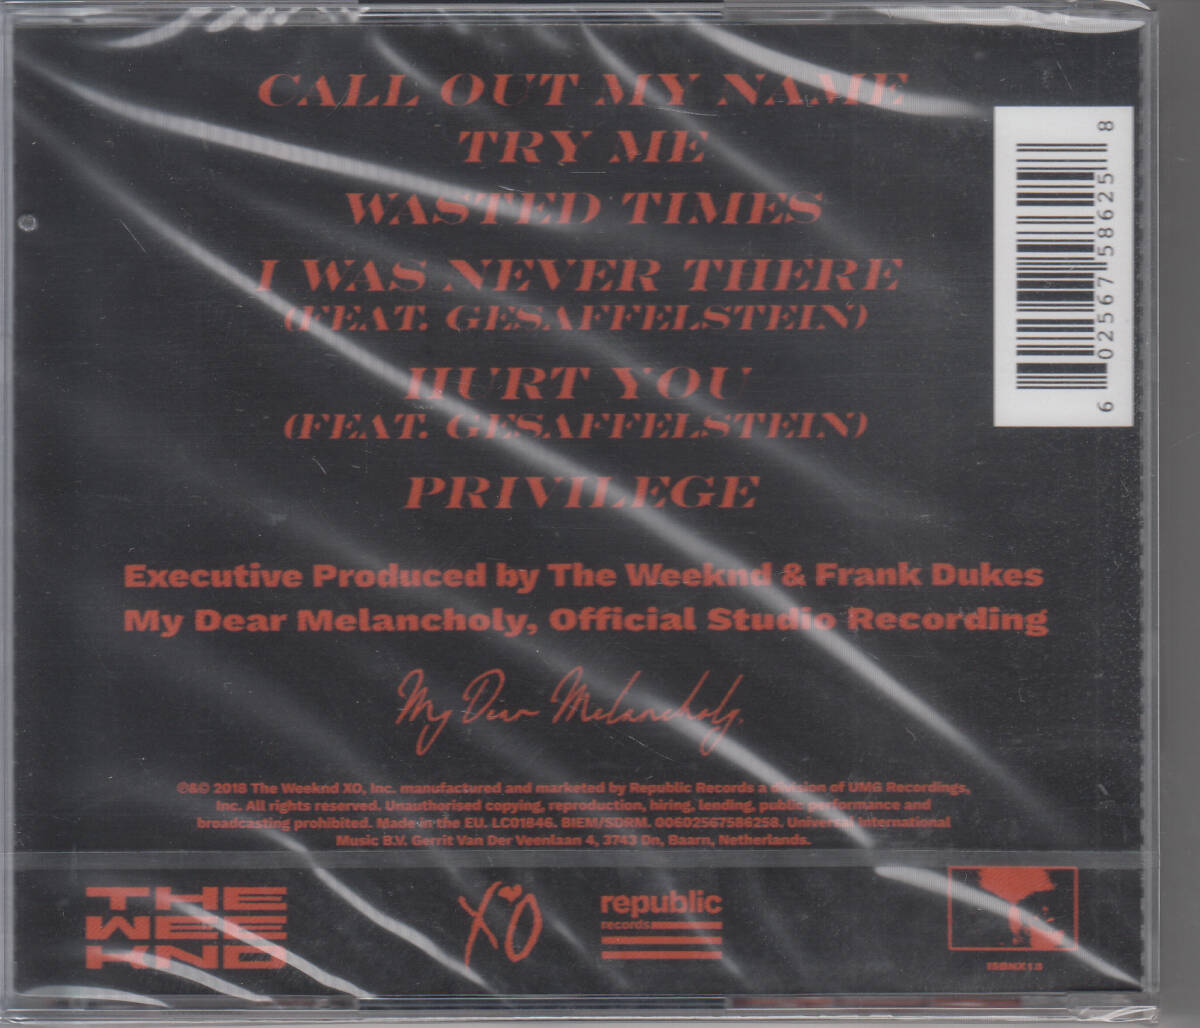 CALL OUT MY NAME
TRY ME
WASTED TIMES
I WAS NEVER THERE
(FEAT. GESAFFELSTEIN)
HURT YOU
(FEAT. GESAFFELSTEIN)
PRIVILEGE
Executive Produced by The Weeknd & Frank Dukes
My Dear Melancholy, Official Studio Recording
My Dear Melancholy,
℗&© 2018 The Weeknd XO, Inc. manufactured and marketed by Republic Records a division of UMG Recordings,
Inc. All rights reserved. Unauthorised copying, reproduction, hiring, lending, public performance and
broadcasting prohibited. Made in the EU. LC01846. BIEM/SDRM. 00602567586258. Universal International
Music B.V. Gerrit Van Der Veenlaan 4, 3743 Dn, Baarn, Netherlands.
THE
WEE
KND
XO
republic
records
6 02567 58625 8